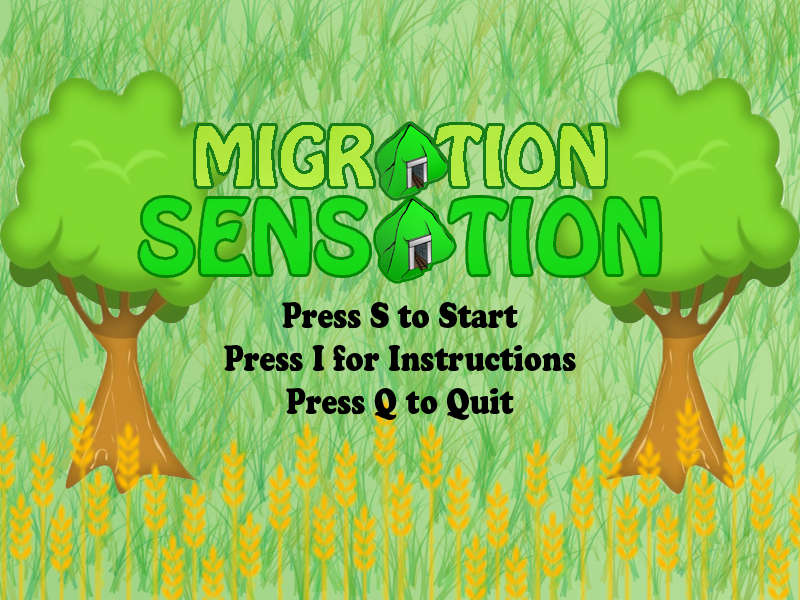 MIGRATION
SENSATION
Press S to Start
Press I for Instructions
Press Q to Quit